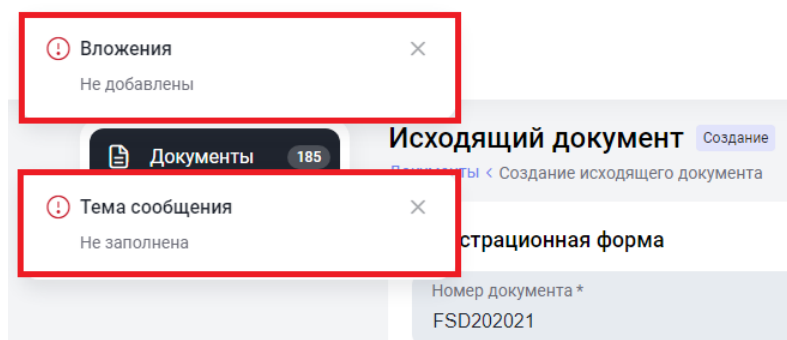 Вложения
Не добавлены
Исходящий документ Создание
Документы 185
< Создание исходящего документа
Тема сообщения
Не заполнена
форма
Номер документа *
FSD202021